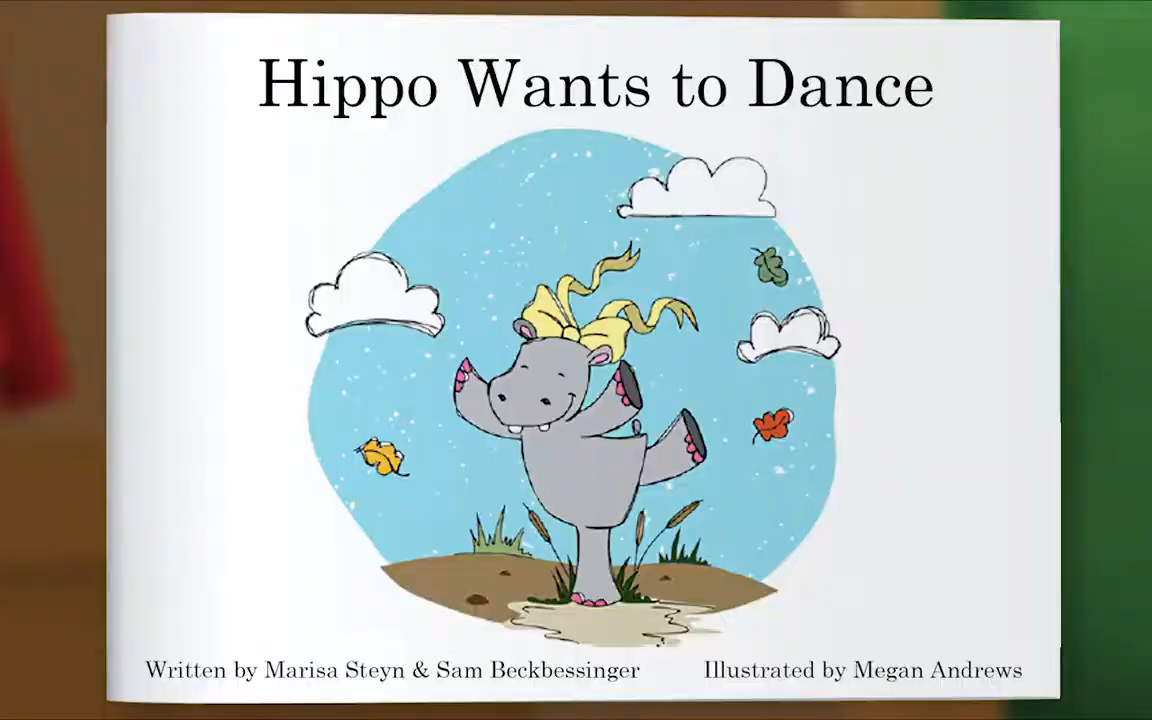 Hippo Wants to Dance
Written by Marisa Steyn & Sam Beckbessinger
Illustrated by Megan Andrews